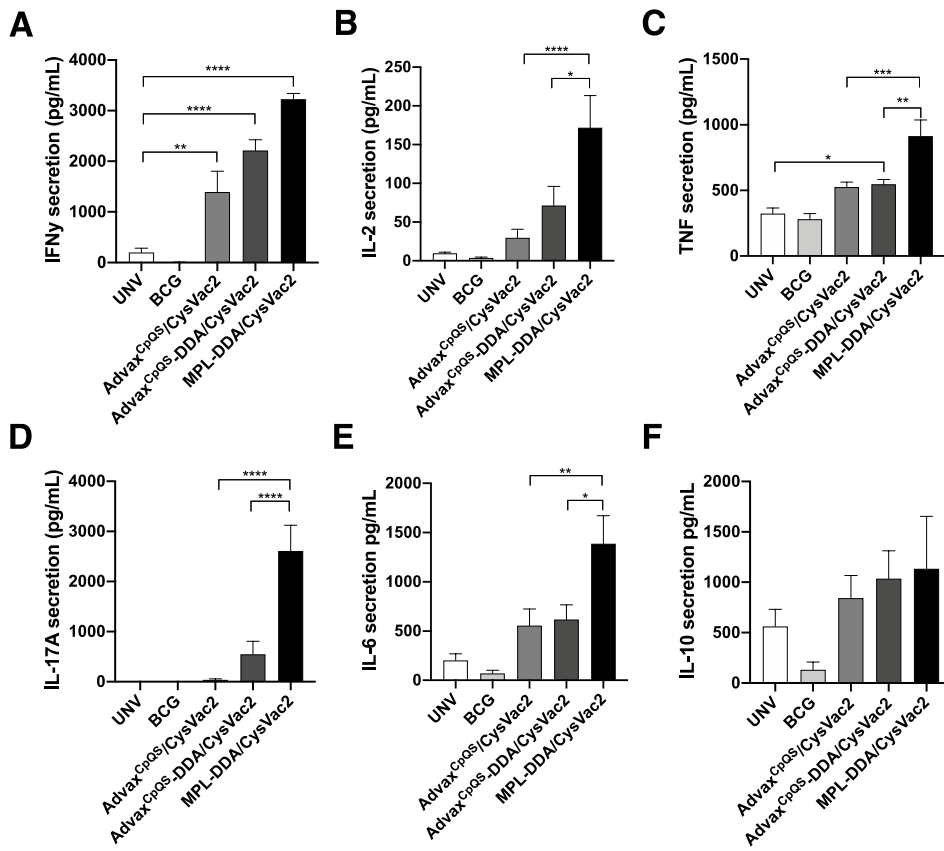 A
IFNy secretion (pg/mL)
4000
3000
2000
1000
0
****
****
**
UNV
BCG
Advax^CpQS/CysVac2
Advax^CpQS-DDA/CysVac2
MPL-DDA/CysVac2
B
IL-2 secretion (pg/mL)
250
200
150
100
50
0
****
*
UNV
BCG
Advax^CpQS/CysVac2
Advax^CpQS-DDA/CysVac2
MPL-DDA/CysVac2
C
TNF secretion (pg/mL)
1500
1000
500
0
***
**
*
UNV
BCG
Advax^CpQS/CysVac2
Advax^CpQS-DDA/CysVac2
MPL-DDA/CysVac2
D
IL-17A secretion (pg/mL)
4000
3000
2000
1000
0
****
****
UNV
BCG
Advax^CpQS/CysVac2
Advax^CpQS-DDA/CysVac2
MPL-DDA/CysVac2
E
IL-6 secretion pg/mL
2000
1500
1000
500
0
**
*
UNV
BCG
Advax^CpQS/CysVac2
Advax^CpQS-DDA/CysVac2
MPL-DDA/CysVac2
F
IL-10 secretion pg/mL
2000
1500
1000
500
0
UNV
BCG
Advax^CpQS/CysVac2
Advax^CpQS-DDA/CysVac2
MPL-DDA/CysVac2